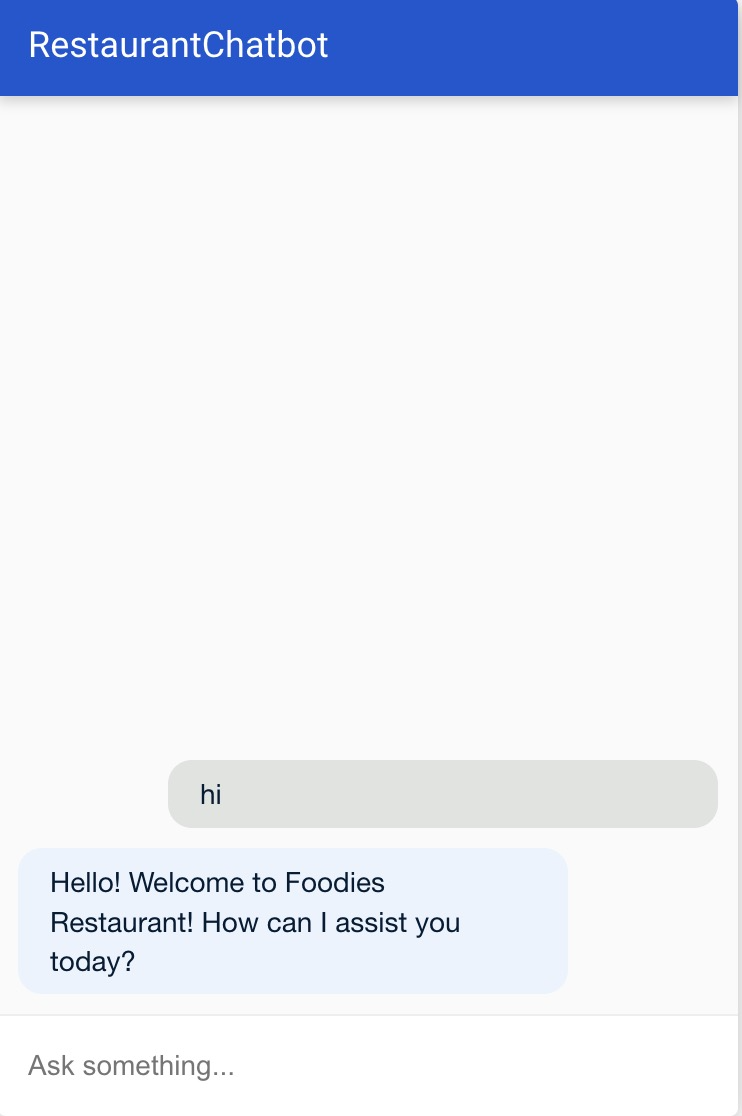 RestaurantChatbot
hi
Hello! Welcome to Foodies
Restaurant! How can I assist you
today?
Ask something...